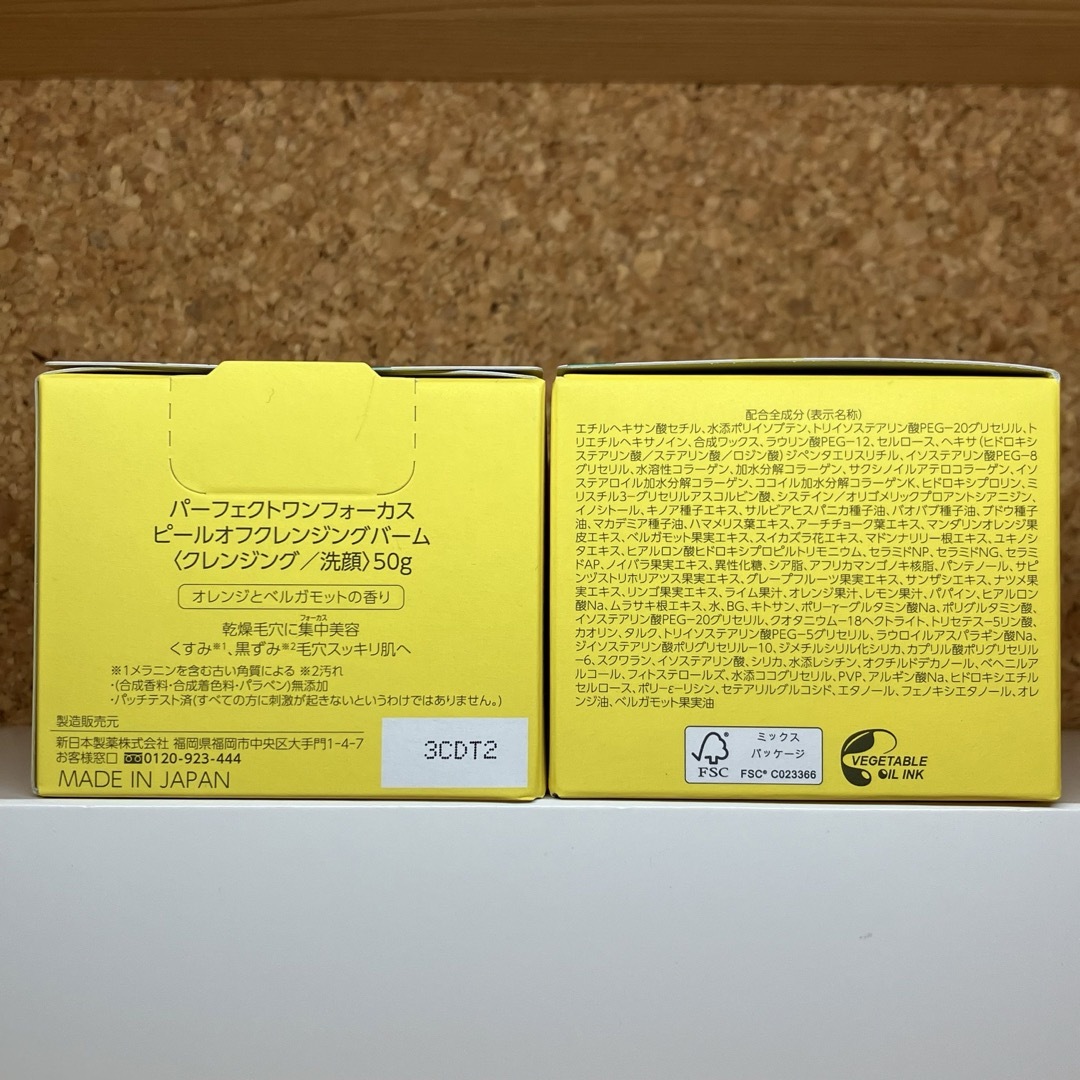 パーフェクトワンフォーカス
ピールオフクレンジングバーム
〈クレンジング／洗顔〉50g
オレンジとベルガモットの香り
フォーカス
乾燥毛穴に集中美容
くすみ※1、黒ずみ※2毛穴スッキリ肌へ
※1メラニンを含む古い角質による ※2汚れ
・(合成香料・合成着色料・パラベン)無添加
・パッチテスト済(すべての方に刺激が起きないというわけではありません。)
製造販売元
新日本製薬株式会社 福岡県福岡市中央区大手門1-4-7
お客様窓口 0120-923-444
MADE IN JAPAN
3CDT2
配合全成分(表示名称)
エチルヘキサン酸セチル、水添ポリイソブテン、トリイソステアリン酸PEG-20グリセリル、ト
リエチルヘキサノイン、合成ワックス、ラウリン酸PEG-12、セルロース、ヘキサ(ヒドロキシ
ステアリン酸／ステアリン酸／ロジン酸)ジペンタエリスリチル、イソステアリン酸PEG-8
グリセリル、水溶性コラーゲン、加水分解コラーゲン、サクシノイルアテロコラーゲン、イソ
ステアロイル加水分解コラーゲン、ココイル加水分解コラーゲンK、ヒドロキシプロリン、ミ
リスチル3-グリセリルアスコルビン酸、システイン／オリゴメリックプロアントシアニジン、
イノシトール、キノア種子エキス、サルビアヒスパニカ種子油、バオバブ種子油、ブドウ種子
油、マカデミア種子油、ハマメリス葉エキス、アーチチョーク葉エキス、マンダリンオレンジ果
皮エキス、ベルガモット果実エキス、スイカズラ花エキス、マドンナリリー根エキス、ユキノシ
タエキス、ヒアルロン酸ヒドロキシプロピルトリモニウム、セラミドNP、セラミドNG、セラミ
ドAP、ノイバラ果実エキス、異性化糖、シア脂、アフリカマンゴノキ核脂、パンテノール、サピ
ンヅストリホリアツス果実エキス、グレープフルーツ果実エキス、サンザシエキス、ナツメ果
実エキス、リンゴ果実エキス、ライム果汁、オレンジ果汁、レモン果汁、パパイン、ヒアルロン
酸Na、ムラサキ根エキス、水、BG、キトサン、ポリ-γ-グルタミン酸Na、ポリグルタミン酸、
イソステアリン酸PEG-20グリセリル、クオタニウム-18ヘクトライト、トリセテス-5リン酸、
カオリン、タルク、トリイソステアリン酸PEG-5グリセリル、ラウロイルアスパラギン酸Na、
ジイソステアリン酸ポリグリセリル-10、ジメチルシリル化シリカ、カプリル酸ポリグリセリル
-6、スクワラン、イソステアリン酸、シリカ、水添レシチン、オクチルドデカノール、ベヘニルア
ルコール、フィトステロールズ、水添ココグリセリル、PVP、アルギン酸Na、ヒドロキシエチル
セルロース、ポリ-ε-リシン、セテアリルグルコシド、エタノール、フェノキシエタノール、オレ
ンジ油、ベルガモット果実油
FSC
ミックス
パッケージ
FSC® C023366
VEGETABLE
OIL INK